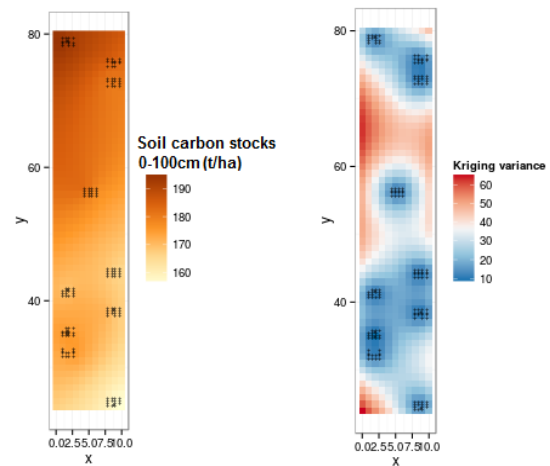 80
60
40
y
0.02.55.07.510.0
x
Soil carbon stocks
0-100cm (t/ha)
190
180
170
160
80
60
40
y
0.02.55.07.510.0
x
Kriging variance
60
50
40
30
20
10